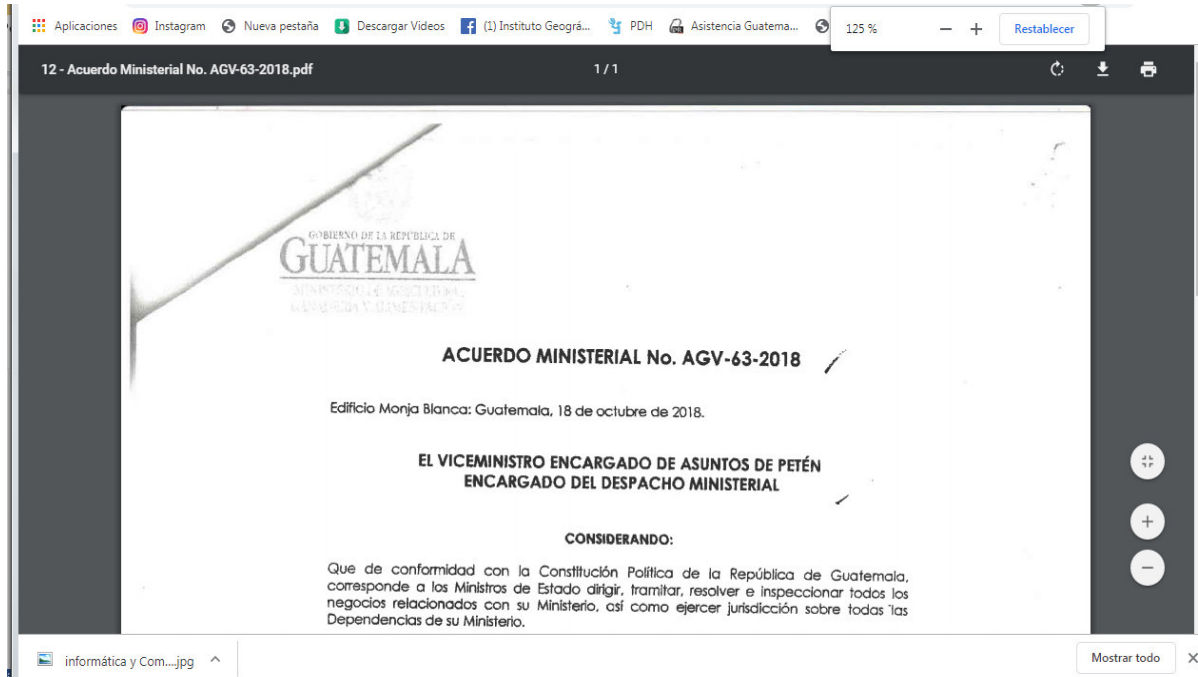 Aplicaciones Instagram Nueva pestaña Descargar Videos (1) Instituto Geográ... PDH Asistencia Guatema...
125 % − + Restablecer
12 - Acuerdo Ministerial No. AGV-63-2018.pdf 1 / 1
GOBIERNO DE LA REPÚBLICA DE
GUATEMALA
MINISTERIO DE AGRICULTURA,
GANADERÍA Y ALIMENTACIÓN
ACUERDO MINISTERIAL No. AGV-63-2018
Edificio Monja Blanca: Guatemala, 18 de octubre de 2018.
EL VICEMINISTRO ENCARGADO DE ASUNTOS DE PETÉN
ENCARGADO DEL DESPACHO MINISTERIAL
CONSIDERANDO:
Que de conformidad con la Constitución Política de la República de Guatemala,
corresponde a los Ministros de Estado dirigir, tramitar, resolver e inspeccionar todos los
negocios relacionados con su Ministerio, así como ejercer jurisdicción sobre todas las
Dependencias de su Ministerio.
informática y Com....jpg
Mostrar todo